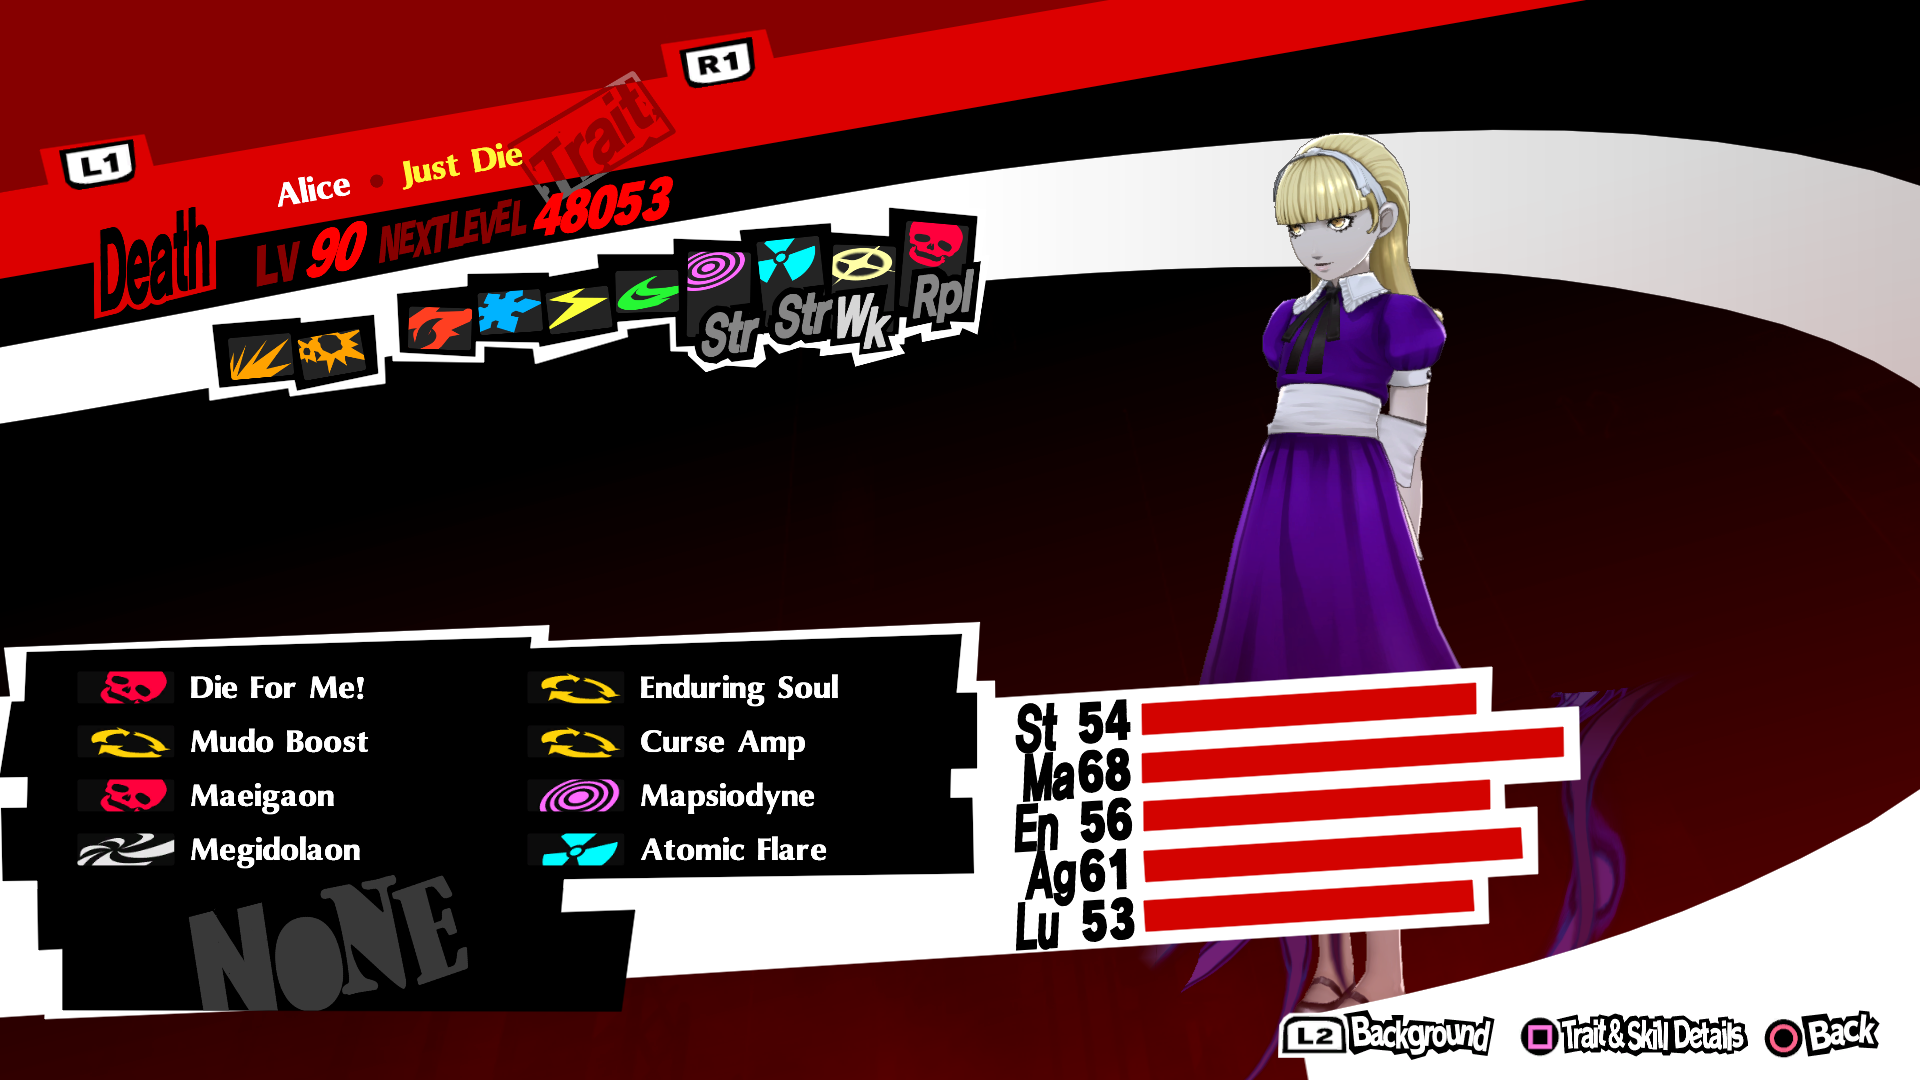 R1
L1
Alice • Just Die
Trait
Death
LV 90 NEXT LEVEL 48053
Str Str Wk Rpl
Die For Me!
Enduring Soul
Mudo Boost
Curse Amp
Maeigaon
Mapsiodyne
Megidolaon
Atomic Flare
NoNE
St 54
Ma 68
En 56
Ag 61
Lu 53
L2 Background Trait & Skill Details Back